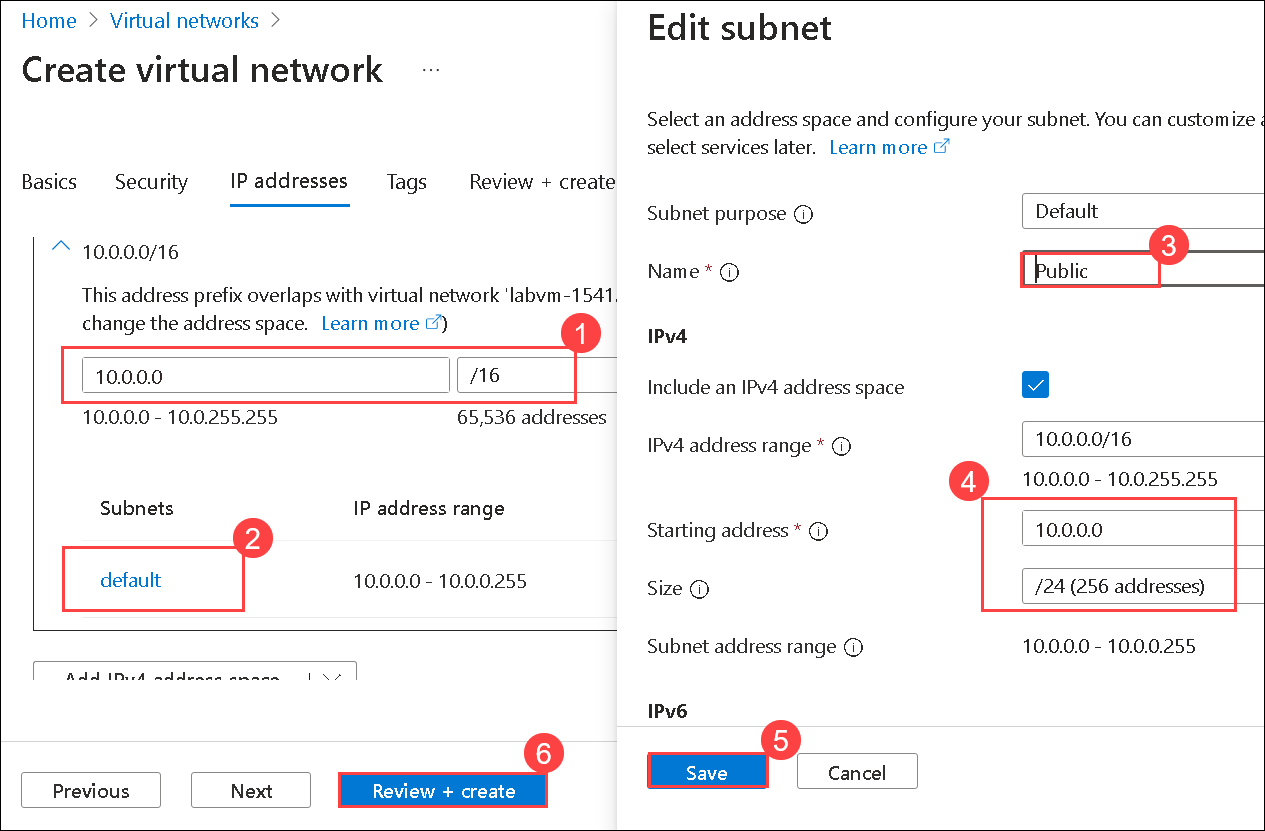 Home > Virtual networks >
Create virtual network ...
Basics Security IP addresses Tags Review + create
10.0.0.0/16
This address prefix overlaps with virtual network 'labvm-1541.
change the address space. Learn more )
1
10.0.0.0 /16
10.0.0.0 - 10.0.255.255 65,536 addresses
Subnets IP address range
2
default 10.0.0.0 - 10.0.0.255
Add IPv4 address space
6
Previous Next Review + create
Edit subnet
Select an address space and configure your subnet. You can customize a
select services later. Learn more
Subnet purpose Default
3
Name * Public
IPv4
Include an IPv4 address space
IPv4 address range * 10.0.0.0/16
10.0.0.0 - 10.0.255.255
4
Starting address * 10.0.0.0
Size /24 (256 addresses)
Subnet address range 10.0.0.0 - 10.0.0.255
IPv6
5
Save Cancel